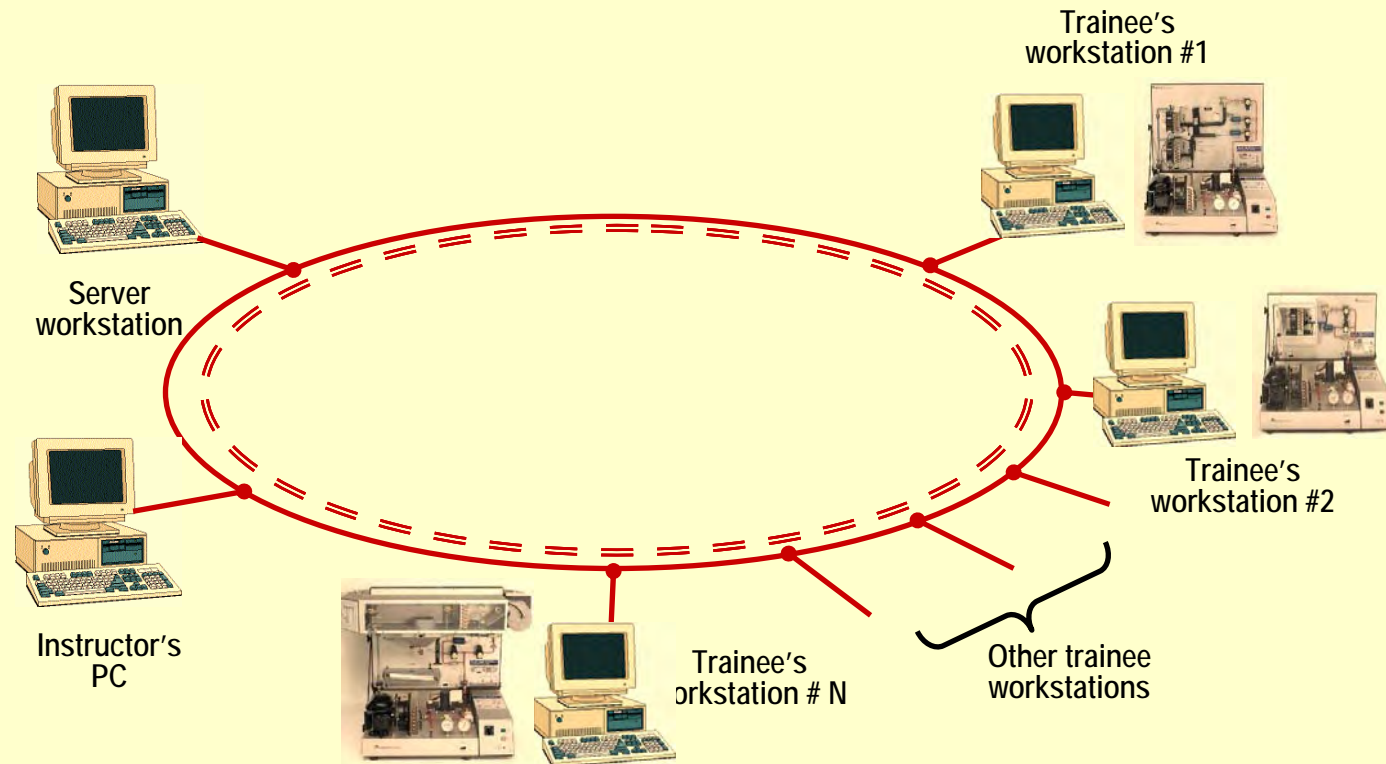 Trainee's
workstation #1
Server
workstation
Trainee's
workstation #2
Instructor's
PC
Trainee's
orkstation # N
Other trainee
workstations